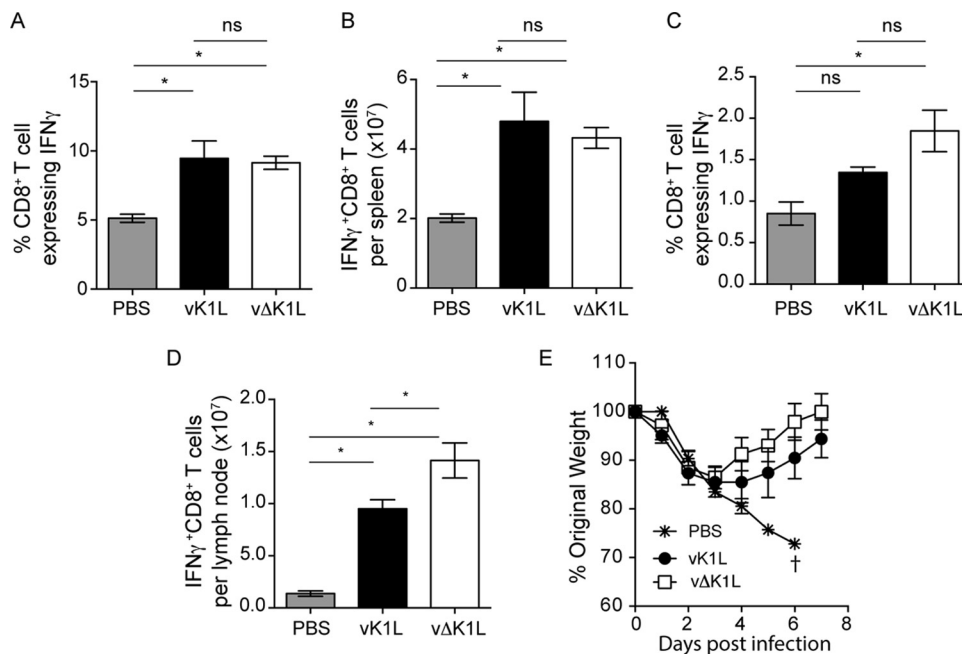 A
ns
*
*
% CD8⁺ T cell
expressing IFNγ
15
10
5
0
PBS
vK1L
vΔK1L
B
ns
*
*
IFNγ⁺CD8⁺ T cells
per spleen (x10⁷)
6
4
2
0
PBS
vK1L
vΔK1L
C
ns
*
ns
% CD8⁺ T cell
expressing IFNγ
2.0
1.5
1.0
0.5
0.0
PBS
vK1L
vΔK1L
D
*
*
*
IFNγ⁺CD8⁺ T cells
per lymph node (x10⁷)
2.0
1.5
1.0
0.5
0.0
PBS
vK1L
vΔK1L
E
% Original Weight
110
100
90
80
70
60
PBS
vK1L
vΔK1L
†
0
2
4
6
8
Days post infection